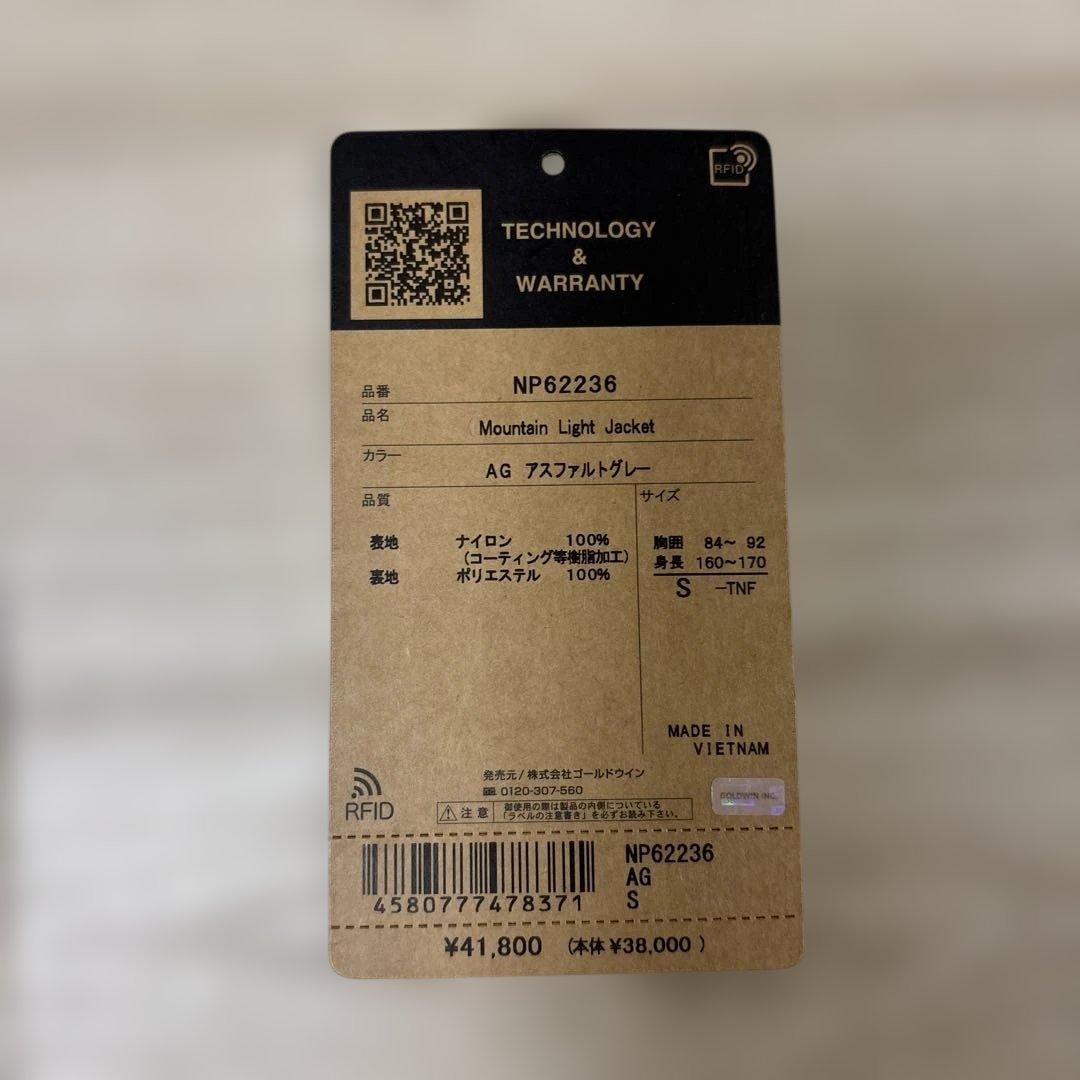 RFID
TECHNOLOGY
&
WARRANTY
品番 NP62236
品名 Mountain Light Jacket
カラー AG アスファルトグレー
品質
表地 ナイロン 100%
(コーティング等樹脂加工)
裏地 ポリエステル 100%
サイズ
胸囲 84〜 92
身長 160〜170
S -TNF
MADE IN
VIETNAM
発売元/株式会社ゴールドウイン
0120-307-560
RFID
注意 御使用の際は製品の内側についている
「ラベルの注意書き」を必ずお読み下さい。
GOLDWIN INC.
4580777478371
NP62236
AG
S
¥41,800 (本体¥38,000 )